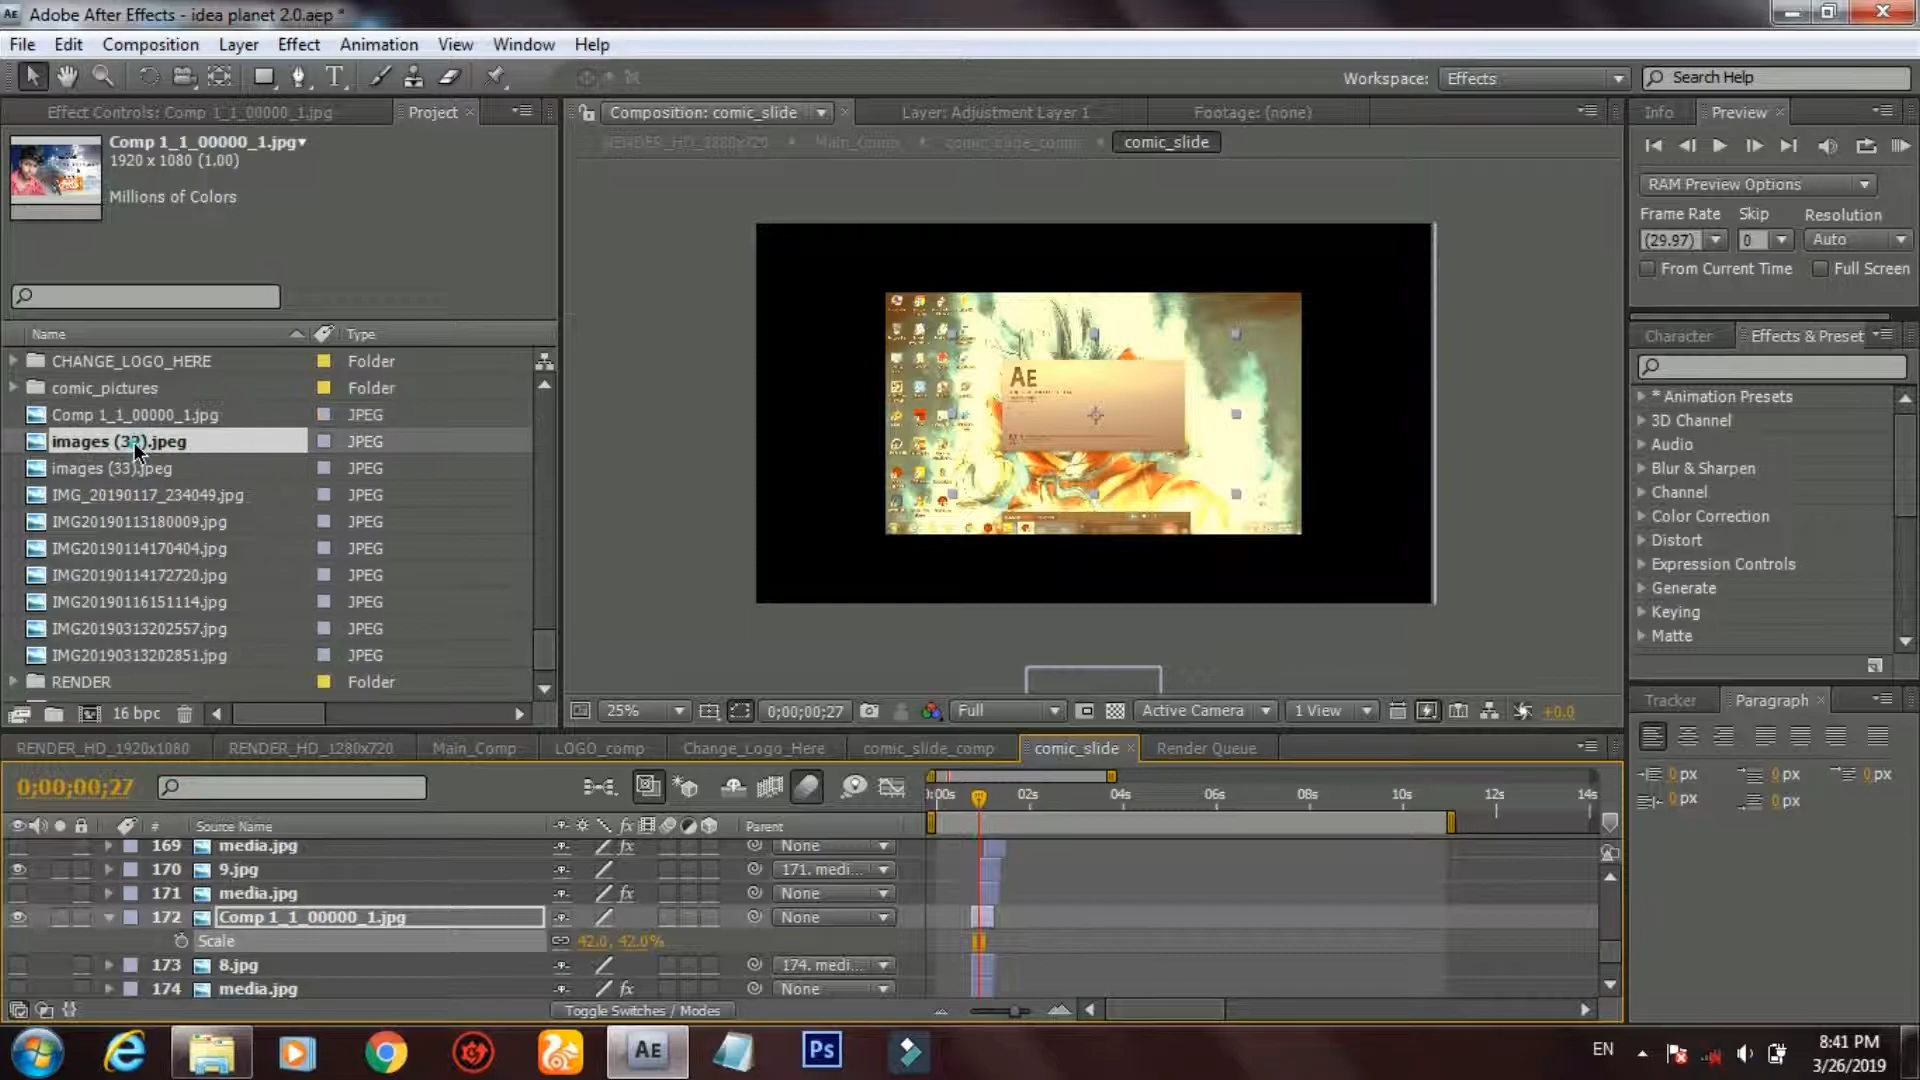 Adobe After Effects - idea planet 2.0.aep *
File Edit Composition Layer Effect Animation View Window Help
Workspace: Effects Search Help
Effect Controls: Comp 1_1_00000_1.jpg Project
Composition: comic_slide Layer: Adjustment Layer 1 Footage: (none)
Info Preview
RENDER_HD_1280x720 Main_Comp comic_slide_comp comic_slide
Comp 1_1_00000_1.jpg
1920 x 1080 (1.00)
Millions of Colors
RAM Preview Options
Frame Rate Skip Resolution
(29.97) 0 Auto
From Current Time Full Screen
Character Effects & Preset
Name Type
CHANGE_LOGO_HERE Folder
comic_pictures Folder
Comp 1_1_00000_1.jpg JPEG
images (32).jpeg JPEG
images (33).jpeg JPEG
IMG_20190117_234049.jpg JPEG
IMG20190113180009.jpg JPEG
IMG20190114170404.jpg JPEG
IMG20190114172720.jpg JPEG
IMG20190116151114.jpg JPEG
IMG20190313202557.jpg JPEG
IMG20190313202851.jpg JPEG
RENDER Folder
16 bpc
AE
* Animation Presets
3D Channel
Audio
Blur & Sharpen
Channel
Color Correction
Distort
Expression Controls
Generate
Keying
Matte
25% 0;00;00;27 Full Active Camera 1 View +0.0
Tracker Paragraph
0 px 0 px 0 px
0 px 0 px
RENDER_HD_1920x1080 RENDER_HD_1280x720 Main_Comp LOGO_comp Change_Logo_Here comic_slide_comp comic_slide Render Queue
0;00;00;27
):00s 02s 04s 06s 08s 10s 12s 14s
# Source Name Parent
169 media.jpg None
170 9.jpg 171. medi...
171 media.jpg None
172 Comp 1_1_00000_1.jpg None
Scale 42.0, 42.0%
173 8.jpg 174. medi...
174 media.jpg None
Toggle Switches / Modes
AE Ps EN 8:41 PM
3/26/2019